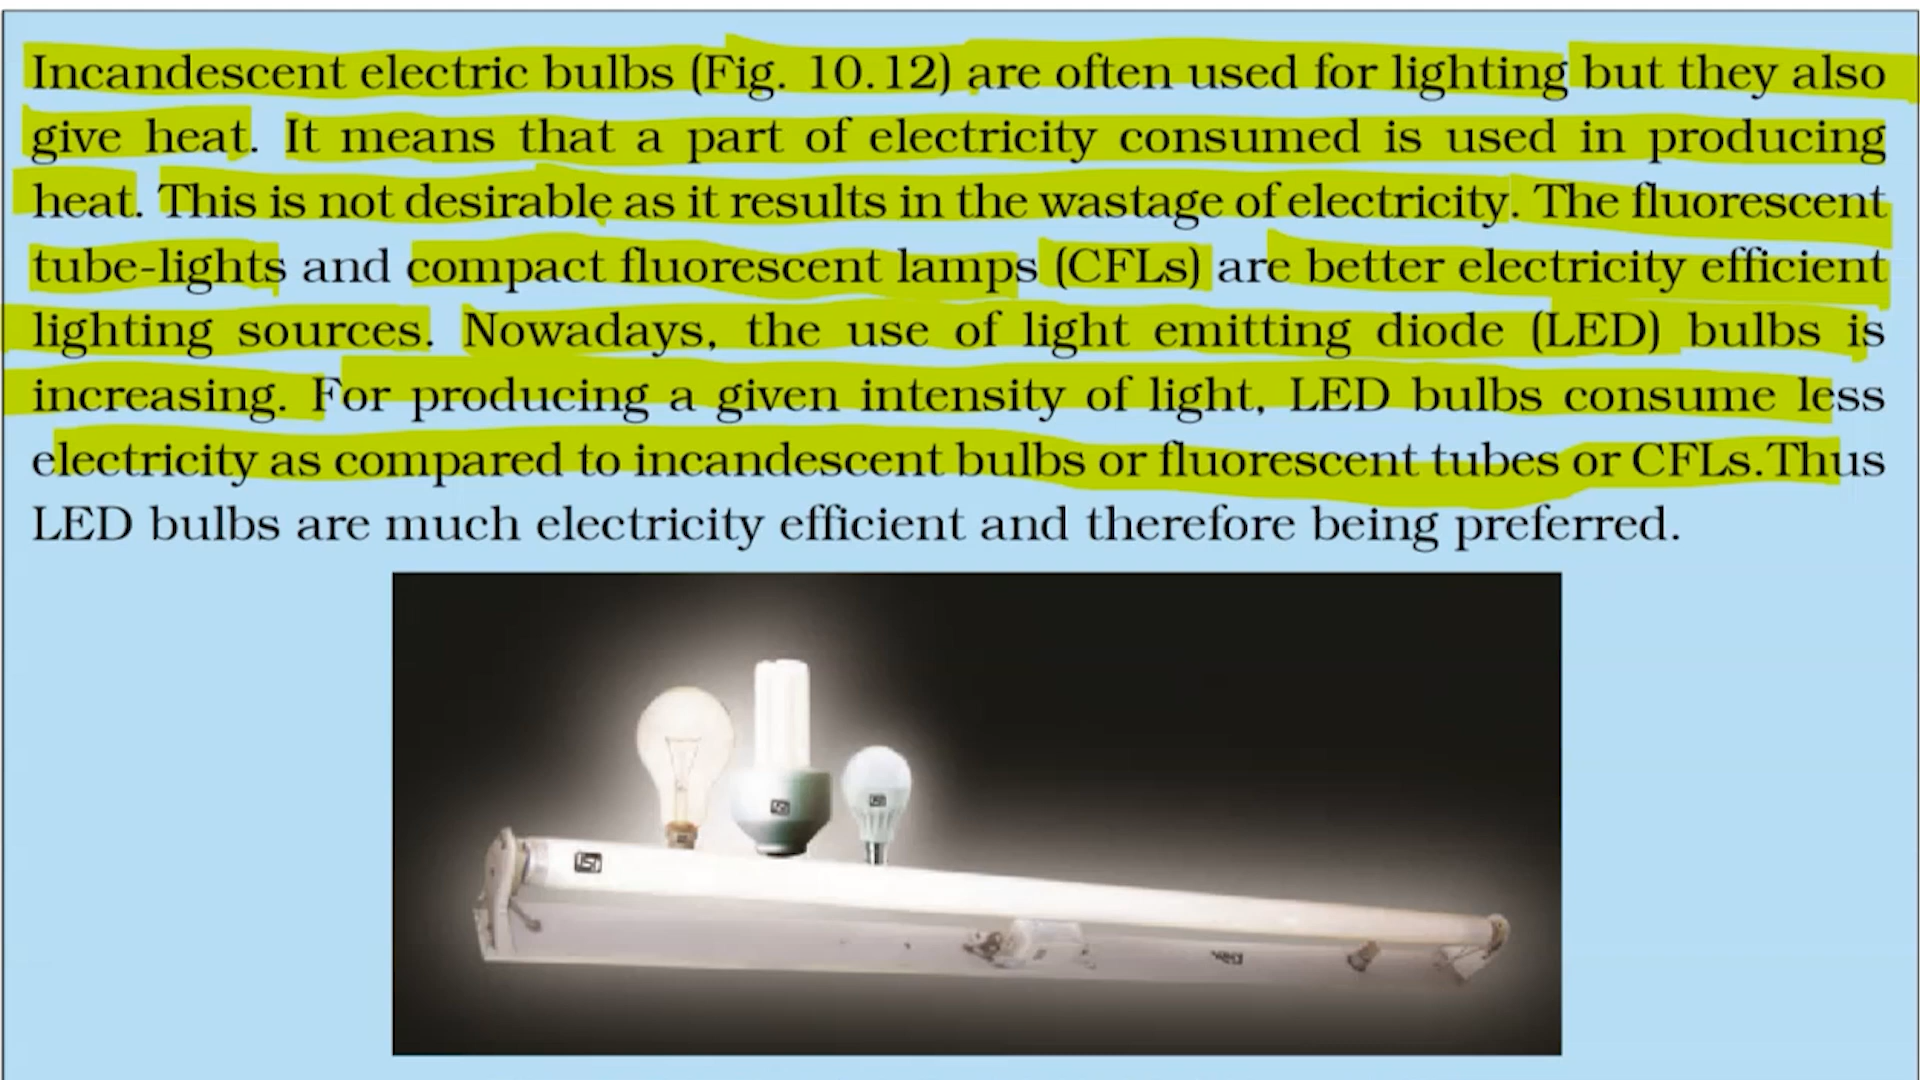 Incandescent electric bulbs (Fig. 10.12) are often used for lighting but they also
give heat. It means that a part of electricity consumed is used in producing
heat. This is not desirable as it results in the wastage of electricity. The fluorescent
tube-lights and compact fluorescent lamps (CFLs) are better electricity efficient
lighting sources. Nowadays, the use of light emitting diode (LED) bulbs is
increasing. For producing a given intensity of light, LED bulbs consume less
electricity as compared to incandescent bulbs or fluorescent tubes or CFLs.Thus
LED bulbs are much electricity efficient and therefore being preferred.
ISI